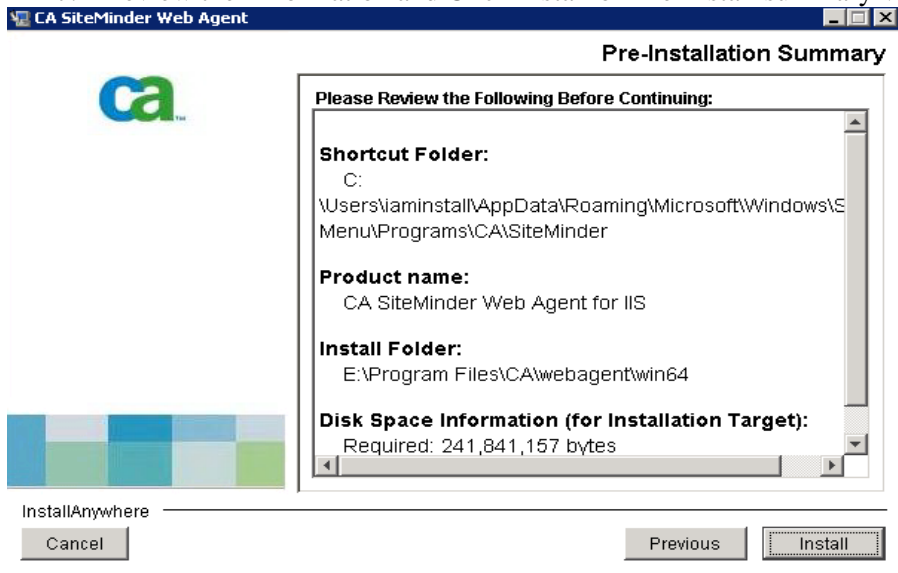 CA SiteMinder Web Agent
Pre-Installation Summary
ca
Please Review the Following Before Continuing:
Shortcut Folder:
C:
\Users\iaminstall\AppData\Roaming\Microsoft\Windows\S
Menu\Programs\CA\SiteMinder
Product name:
CA SiteMinder Web Agent for IIS
Install Folder:
E:\Program Files\CA\webagent\win64
Disk Space Information (for Installation Target):
Required: 241,841,157 bytes
InstallAnywhere
Cancel
Previous
Install